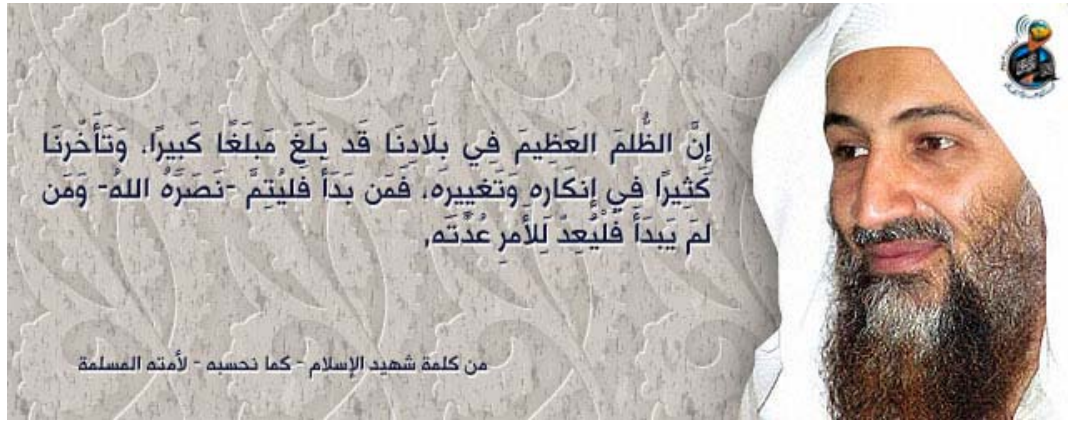 إِنَّ الظُّلمَ العَظِيمَ فِي بِلَادِنَا قَد بَلَغَ مَبلَغًا كَبِيرًا، وَتَأَخَّرنَا
كَثِيرًا فِي إِنكَارِه وَتَغيِيرِه، فَمَن بَدَأَ فَليُتِمَّ -نَصَرَهُ اللهُ- وَمَن
لَم يَبدَأ فَلْيُعِدَّ لِلأَمرِ عُدَّتَه,
من كلمة شهيد الإسلام - كما نحسبه - لأمته المسلمة